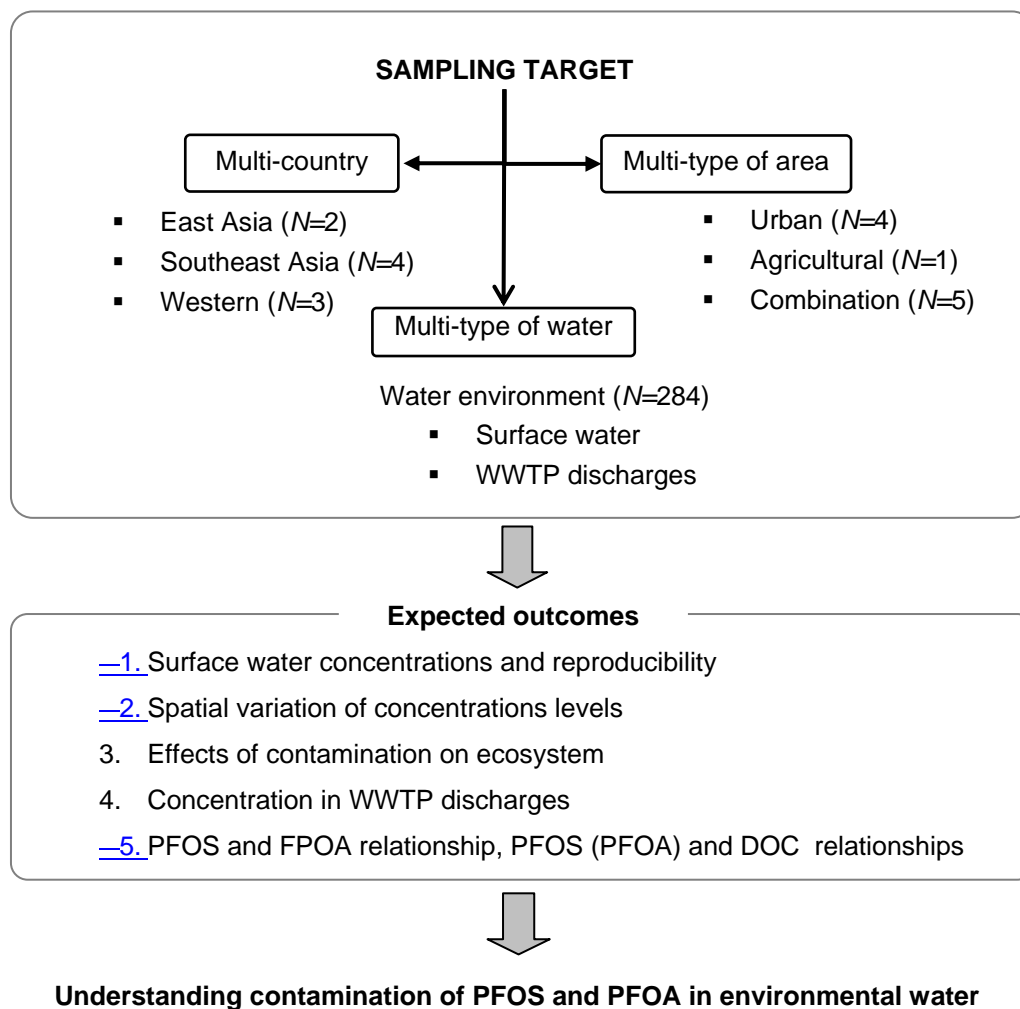 SAMPLING TARGET
Multi-country
Multi-type of area
▪ East Asia (N=2)
▪ Southeast Asia (N=4)
▪ Western (N=3)
▪ Urban (N=4)
▪ Agricultural (N=1)
▪ Combination (N=5)
Multi-type of water
Water environment (N=284)
▪ Surface water
▪ WWTP discharges
Expected outcomes
—1. Surface water concentrations and reproducibility
—2. Spatial variation of concentrations levels
3. Effects of contamination on ecosystem
4. Concentration in WWTP discharges
—5. PFOS and FPOA relationship, PFOS (PFOA) and DOC relationships
Understanding contamination of PFOS and PFOA in environmental water